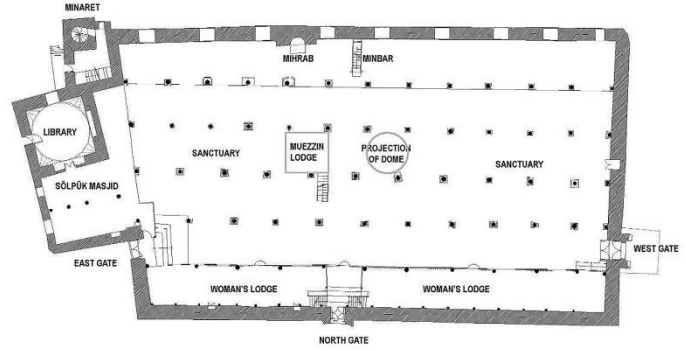 MINARET
MIHRAB
MINBAR
LIBRARY
SANCTUARY
MUEZZIN
LODGE
PROJECTION
OF DOME
SANCTUARY
SÖLPÜK MASJID
EAST GATE
WEST GATE
WOMAN'S LODGE
WOMAN'S LODGE
NORTH GATE